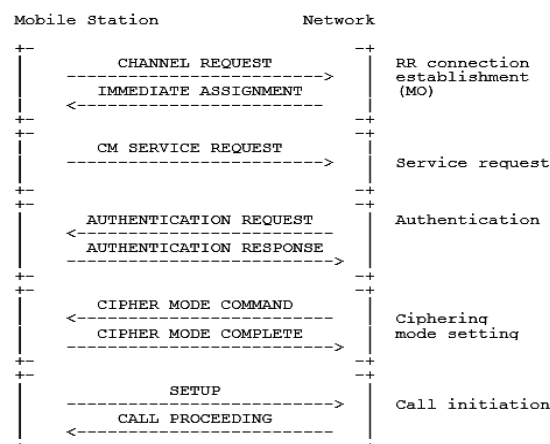 Mobile Station Network
CHANNEL REQUEST RR connection
establishment
IMMEDIATE ASSIGNMENT (MO)
CM SERVICE REQUEST
Service request
AUTHENTICATION REQUEST Authentication
AUTHENTICATION RESPONSE
CIPHER MODE COMMAND
Ciphering
CIPHER MODE COMPLETE mode setting
SETUP
Call initiation
CALL PROCEEDING